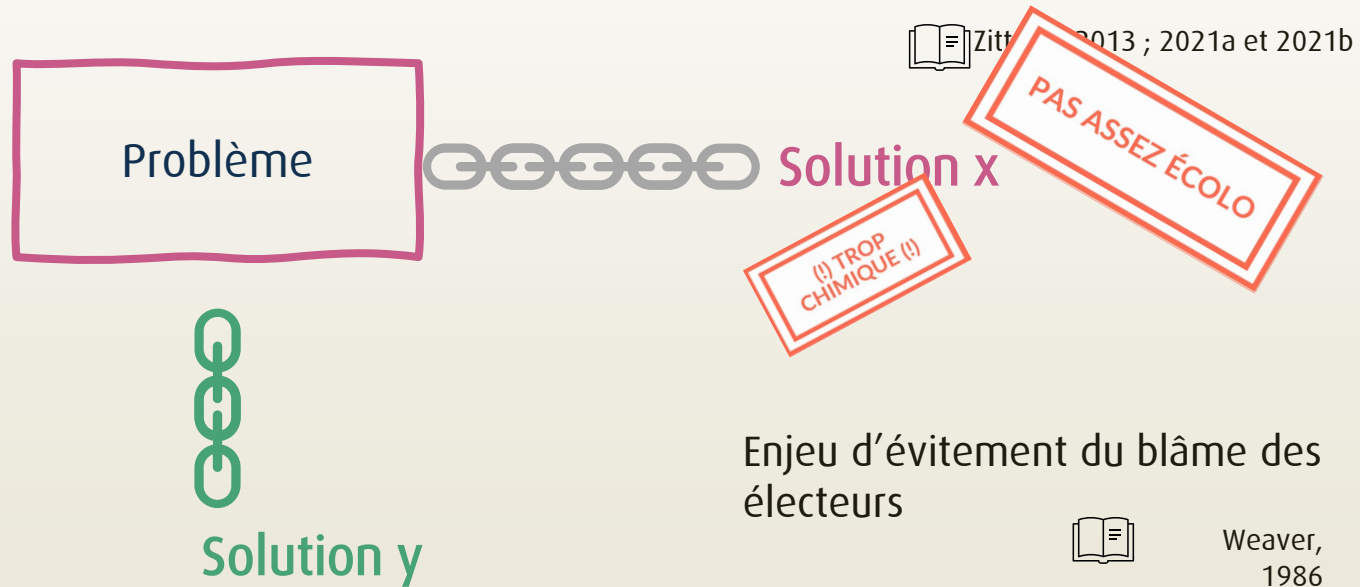 Zitt 2013 ; 2021a et 2021b
PAS ASSEZ ÉCOLO
Problème
Solution x
(!) TROP
CHIMIQUE (!)
Enjeu d’évitement du blâme des
électeurs
Solution y
Weaver,
1986